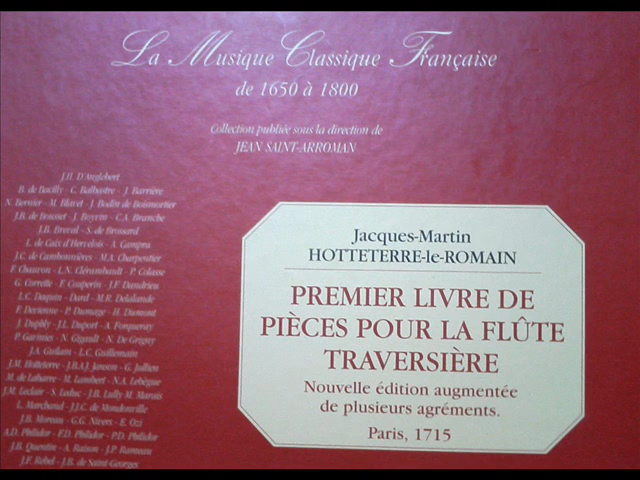 La Musique Classique Française
de 1650 à 1800
Collection publiée sous la direction de
JEAN SAINT-ARROMAN
J.H. D'Anglebert
B. de Bacilly - C. Balbastre - J. Barrière
N. Bernier - M. Blavet - J. Bodin de Boismortier
J.B. de Bousset - J. Boyvin - C.A. Branche
J.B. Breval - S. de Brossard
L. de Caix d'Hervelois - A. Campra
J.C. de Cambonnières - M.A. Charpentier
F. Chauvon - L.N. Clérambault - P. Colasse
G. Corrette - F. Couperin - J.F. Dandrieu
L.C. Daquin - Dard - M.R. Delalande
F. Devienne - P. Dumage - H. Dumont
J. Duphly - J.L. Duport - A. Forqueray
P. Gaviniès - N. Gigault - N. De Grigny
J.A. Guilain - L.C. Guillemain
J.M. Hotteterre - J.B.A.J. Janson - G. Jullien
M. de Labarre - M. Lambert - N.A. Lebègue
J.M. Leclair - S. Leduc - J.B. Lully M. Marais
L. Marchand - J.J.C. de Mondonville
J.B. Moreau - G.G. Nivers - E. Ozi
A.D. Philidor - F.D. Philidor - P.D. Philidor
J.B. Quentin - A. Raison - J.P. Rameau
J.F. Rebel - J.B. de Saint-Georges
Jacques-Martin
HOTTETERRE-le-ROMAIN
PREMIER LIVRE DE
PIÈCES POUR LA FLÛTE
TRAVERSIÈRE
Nouvelle édition augmentée
de plusieurs agréments.
Paris, 1715